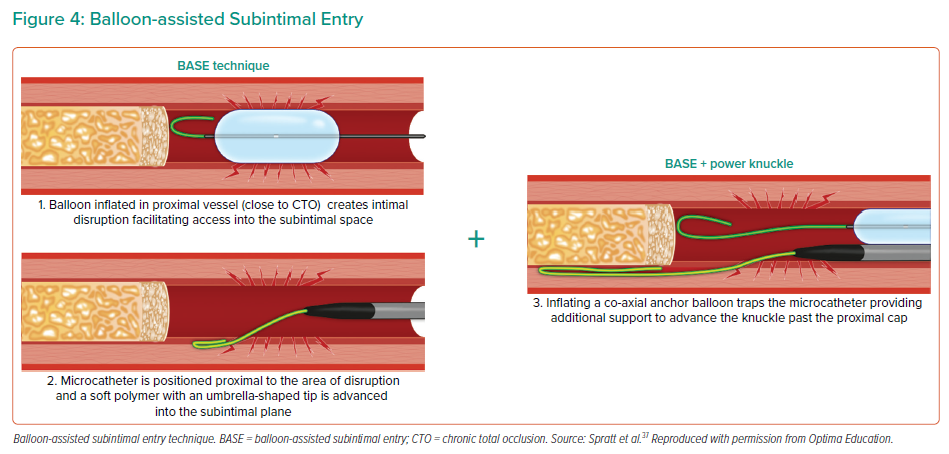 Figure 4: Balloon-assisted Subintimal Entry
BASE technique
1. Balloon inflated in proximal vessel (close to CTO) creates intimal
disruption facilitating access into the subintimal space
2. Microcatheter is positioned proximal to the area of disruption
and a soft polymer with an umbrella-shaped tip is advanced
into the subintimal plane
+
BASE + power knuckle
3. Inflating a co-axial anchor balloon traps the microcatheter providing
additional support to advance the knuckle past the proximal cap
Balloon-assisted subintimal entry technique. BASE = balloon-assisted subintimal entry; CTO = chronic total occlusion. Source: Spratt et al.37 Reproduced with permission from Optima Education.